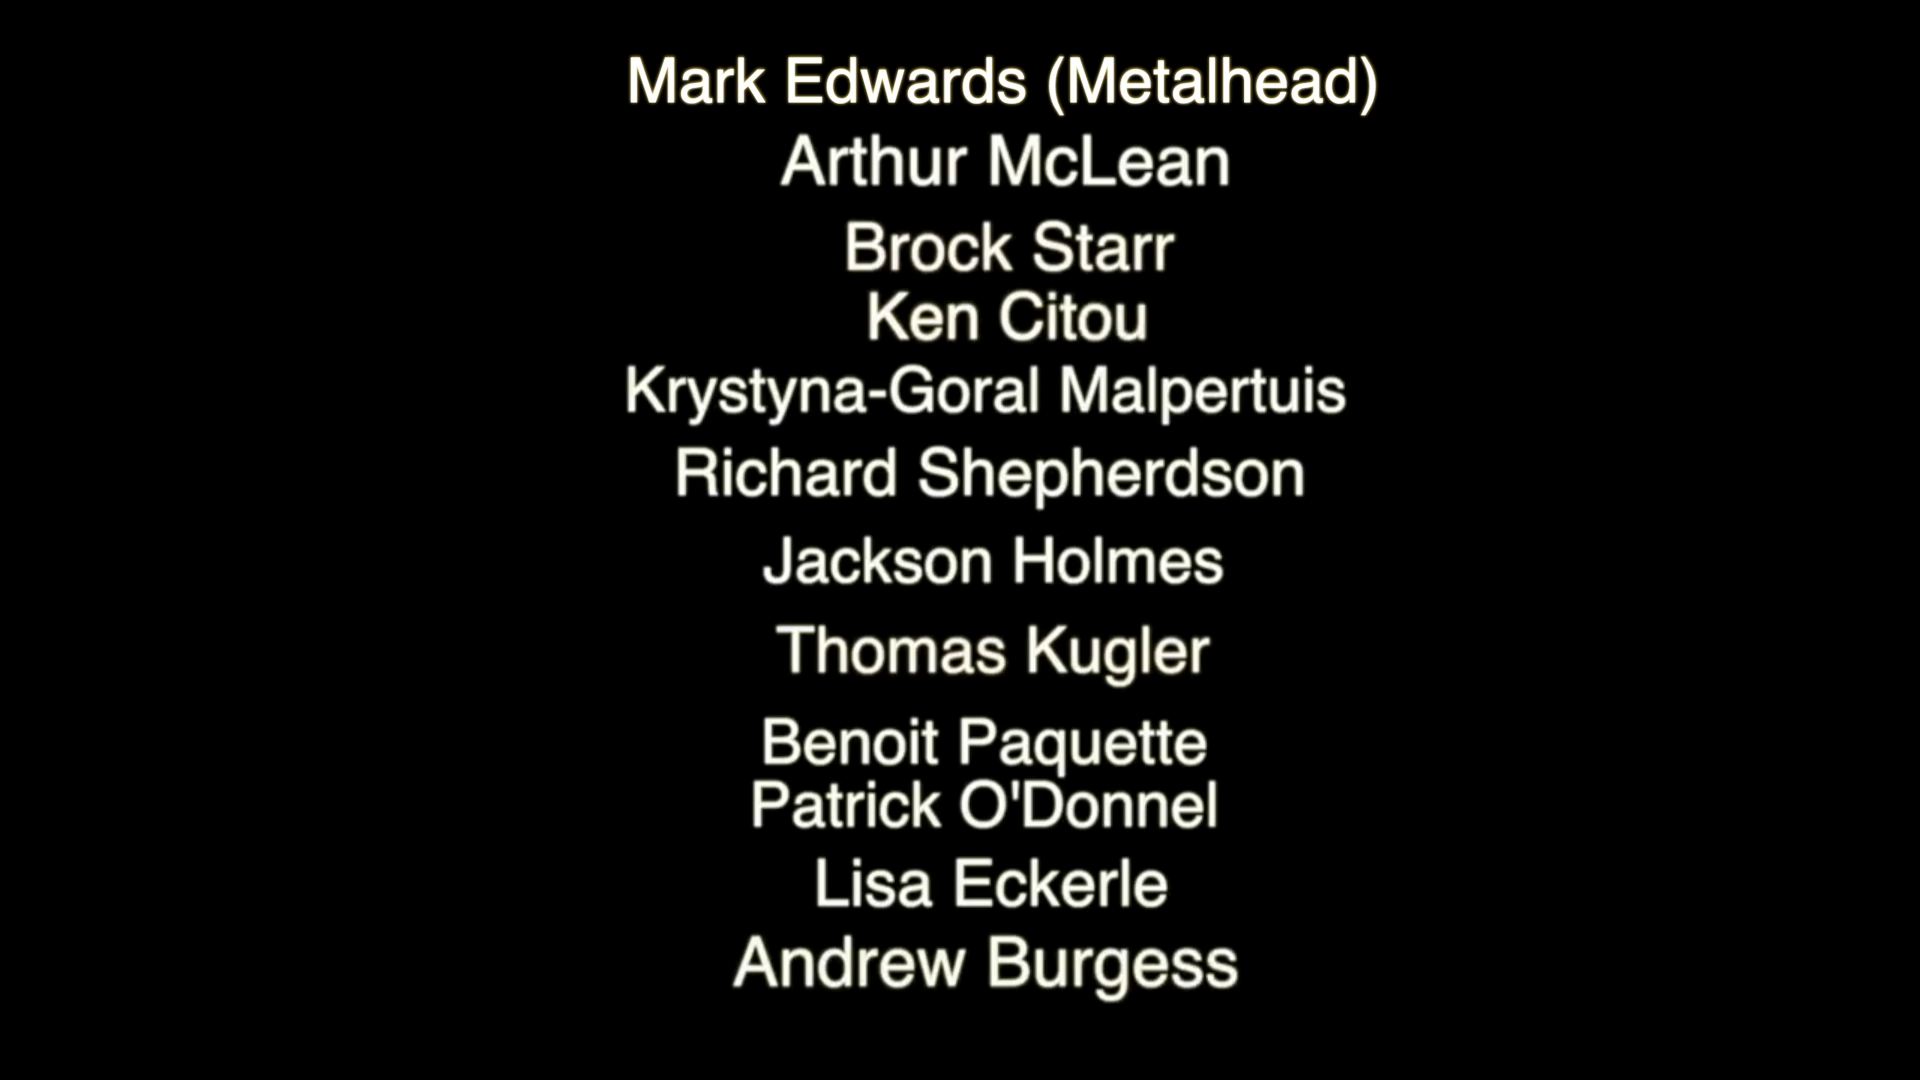 Mark Edwards (Metalhead)
Arthur McLean
Brock Starr
Ken Citou
Krystyna-Goral Malpertuis
Richard Shepherdson
Jackson Holmes
Thomas Kugler
Benoit Paquette
Patrick O'Donnel
Lisa Eckerle
Andrew Burgess